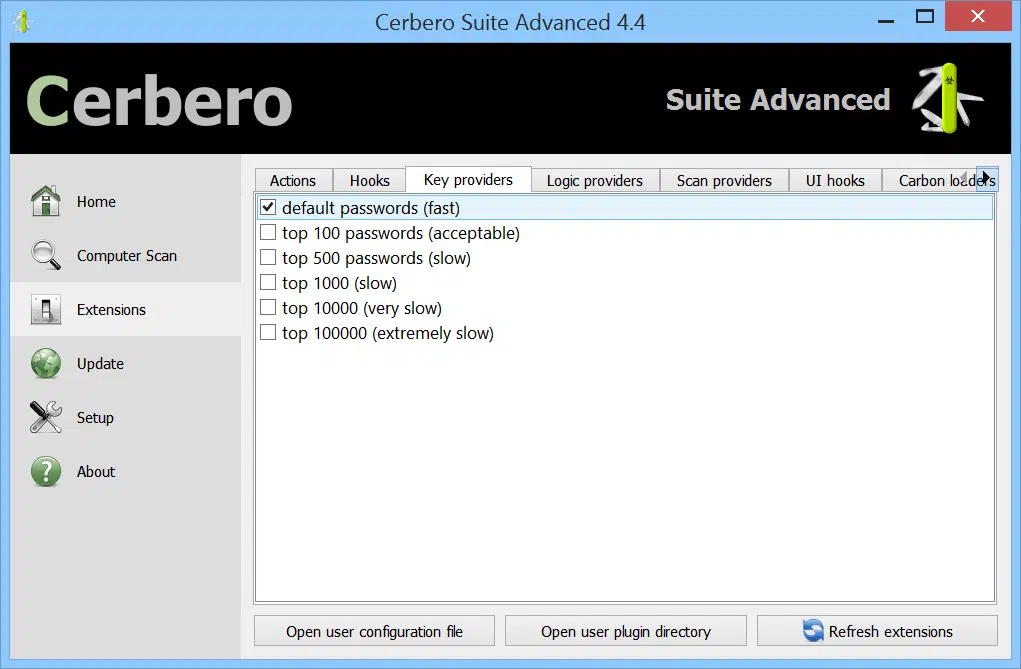 Cerbero Suite Advanced 4.4
Cerbero
Suite Advanced
Home
Computer Scan
Extensions
Update
Setup
About
Actions Hooks Key providers Logic providers Scan providers UI hooks Carbon loaders
default passwords (fast)
top 100 passwords (acceptable)
top 500 passwords (slow)
top 1000 (slow)
top 10000 (very slow)
top 100000 (extremely slow)
Open user configuration file Open user plugin directory Refresh extensions